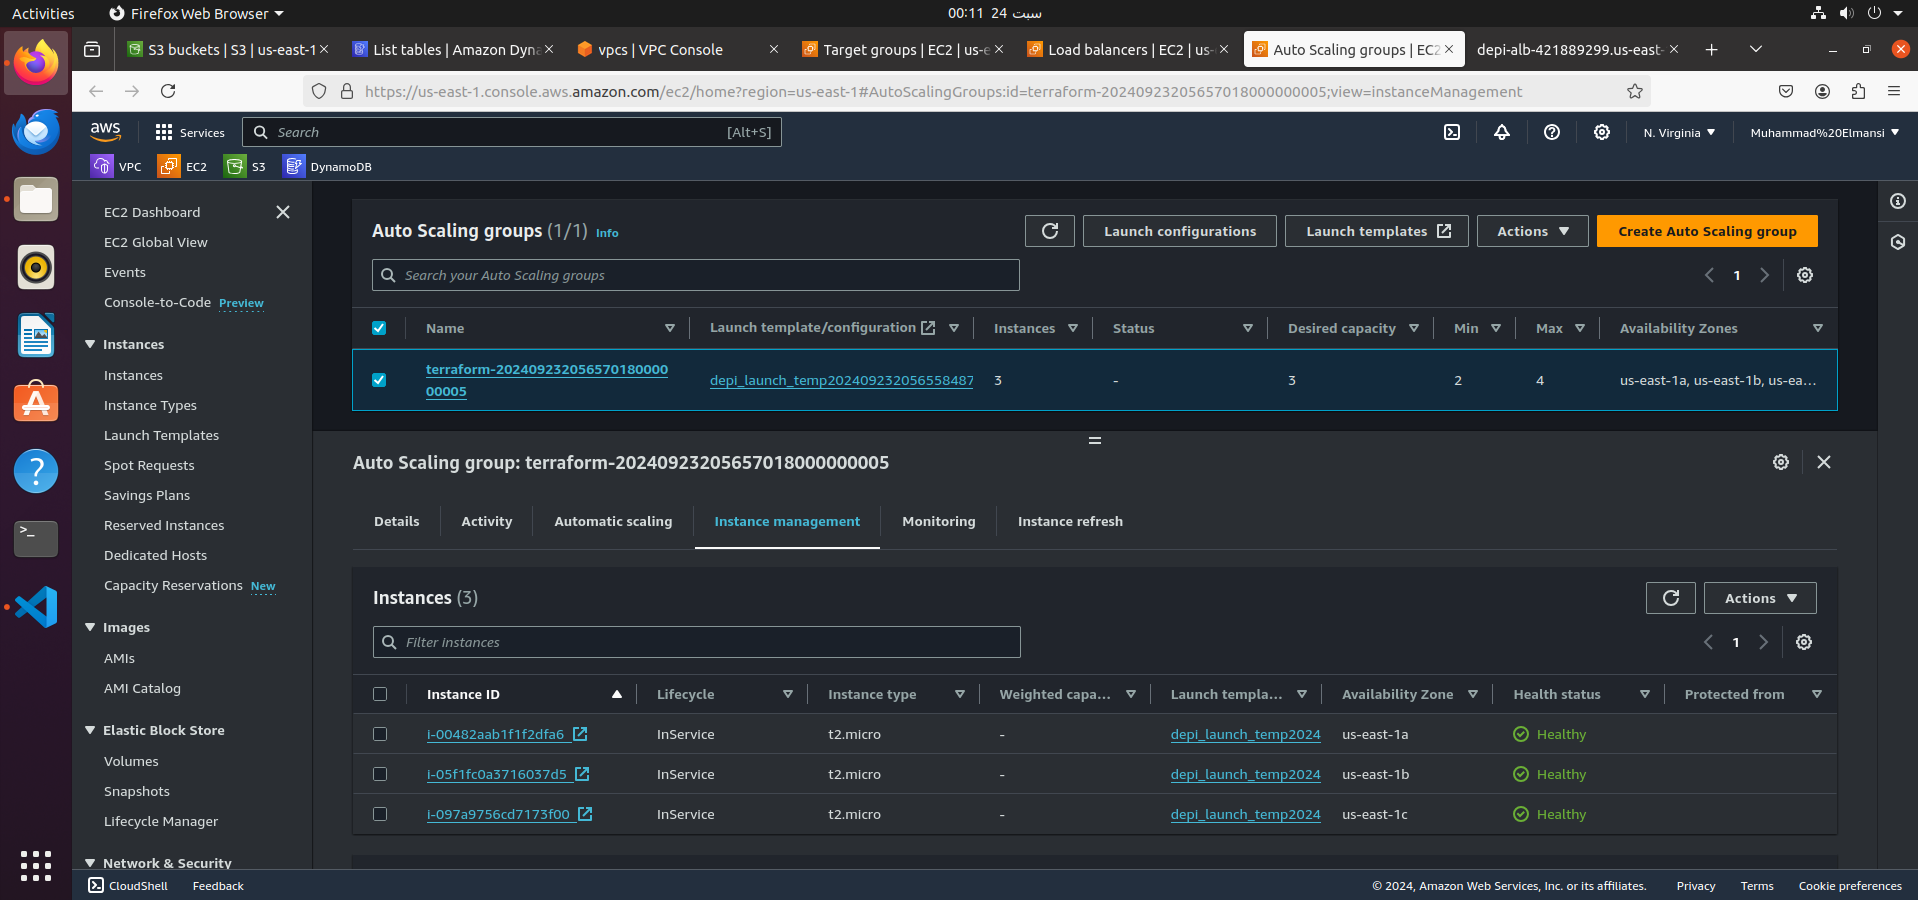 Activities
Firefox Web Browser
00:11 24 سبت
S3 buckets | S3 | us-east-1
List tables | Amazon Dyna
vpcs | VPC Console
Target groups | EC2 | us-e
Load balancers | EC2 | us-
Auto Scaling groups | EC2
depi-alb-421889299.us-east-
https://us-east-1.console.aws.amazon.com/ec2/home?region=us-east-1#AutoScalingGroups:id=terraform-20240923205657018000000005;view=instanceManagement
aws
Services
Search
[Alt+S]
N. Virginia
Muhammad%20Elmansi
VPC
EC2
S3
DynamoDB
EC2 Dashboard
EC2 Global View
Events
Console-to-Code Preview
Instances
Instances
Instance Types
Launch Templates
Spot Requests
Savings Plans
Reserved Instances
Dedicated Hosts
Capacity Reservations New
Images
AMIs
AMI Catalog
Elastic Block Store
Volumes
Snapshots
Lifecycle Manager
Network & Security
Auto Scaling groups (1/1) Info
Launch configurations
Launch templates
Actions
Create Auto Scaling group
Search your Auto Scaling groups
1
Name
Launch template/configuration
Instances
Status
Desired capacity
Min
Max
Availability Zones
terraform-202409232056570180000
00005
depi_launch_temp202409232056558487
3
-
3
2
4
us-east-1a, us-east-1b, us-ea...
Auto Scaling group: terraform-20240923205657018000000005
Details
Activity
Automatic scaling
Instance management
Monitoring
Instance refresh
Instances (3)
Actions
Filter instances
1
Instance ID
Lifecycle
Instance type
Weighted capa...
Launch templa...
Availability Zone
Health status
Protected from
i-00482aab1f1f2dfa6 InService t2.micro - depi_launch_temp2024 us-east-1a Healthy
i-05f1fc0a3716037d5 InService t2.micro - depi_launch_temp2024 us-east-1b Healthy
i-097a9756cd7173f00 InService t2.micro - depi_launch_temp2024 us-east-1c Healthy
CloudShell
Feedback
© 2024, Amazon Web Services, Inc. or its affiliates.
Privacy
Terms
Cookie preferences